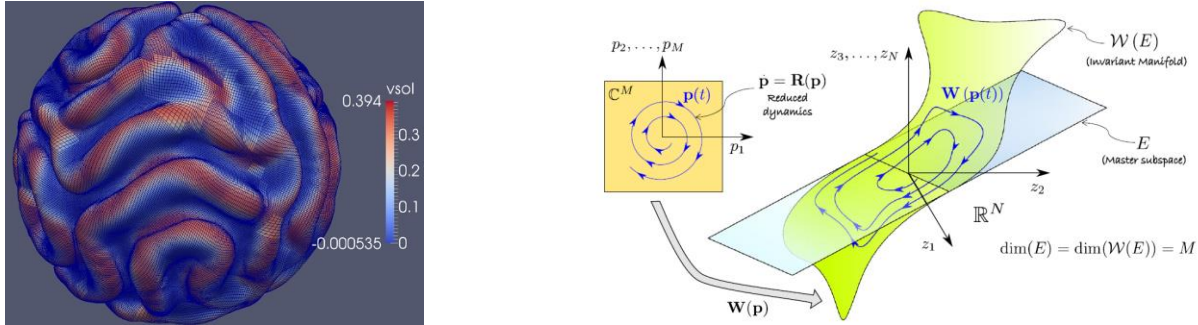 vsol
0.394
0.3
0.2
0.1
-0.000535
0
p₂, . . . , p_M
ℂ^M
p(t)
ṗ = R(p)
Reduced
dynamics
p₁
W(p)
z₃, . . . , z_N
W(p(t))
𝒲(E)
(Invariant Manifold)
E
(Master subspace)
z₂
ℝ^N
z₁
dim(E) = dim(𝒲(E)) = M